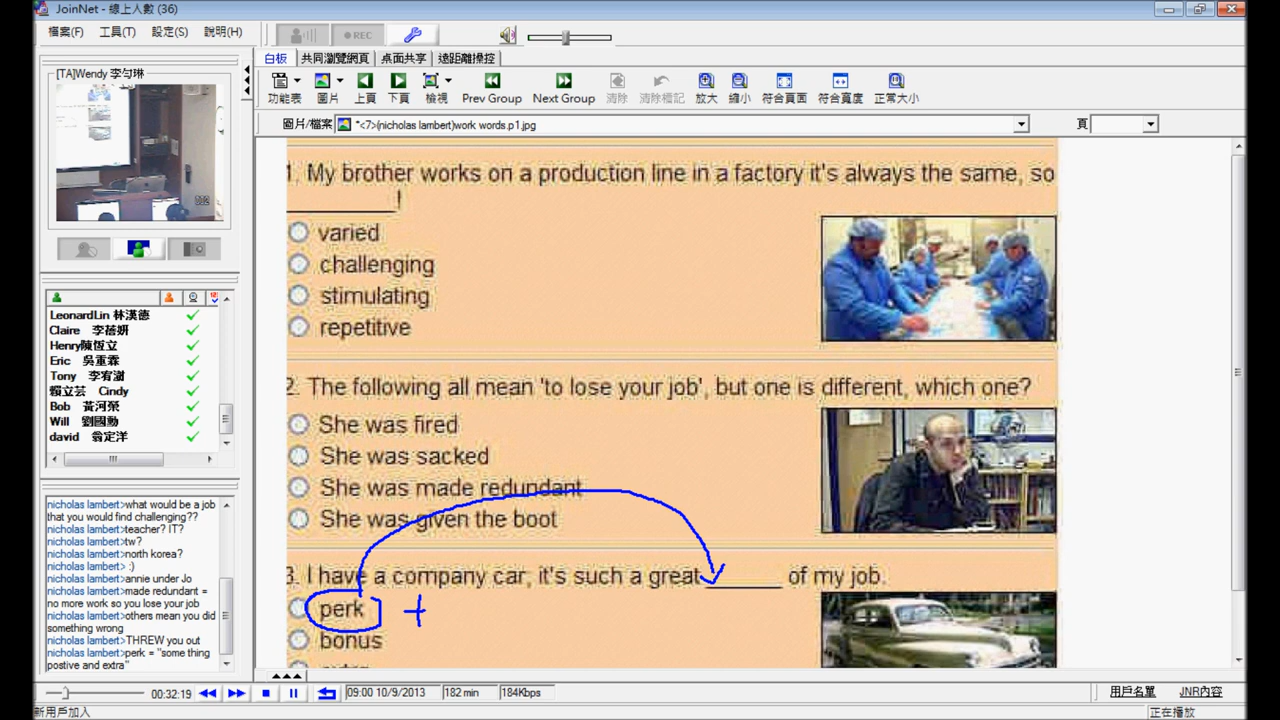 JoinNet - 線上人數 (36)
檔案(F) 工具(T) 設定(S) 說明(H)
REC
[TA]Wendy 李勻琳
白板 共同瀏覽網頁 桌面共享 遠距離操控
功能表 圖片 上頁 下頁 檢視 Prev Group Next Group 清除 清除標記 放大 縮小 符合頁面 符合寬度 正常大小
圖片/檔案 *<7>(nicholas lambert)work words.p1.jpg 頁
1. My brother works on a production line in a factory it's always the same, so
________!
varied
challenging
stimulating
repetitive
2. The following all mean 'to lose your job', but one is different, which one?
She was fired
She was sacked
She was made redundant
She was given the boot
3. I have a company car, it's such a great ______ of my job.
perk +
bonus
LeonardLin 林漢德
Claire 李蓓妍
Henry陳恆立
Eric 吳重霖
Tony 李宥澍
賴立芸 Cindy
Bob 黃河榮
Will 劉國勳
david 翁定洋
nicholas lambert>what would be a job
that you would find challenging??
nicholas lambert>teacher? IT?
nicholas lambert>tw?
nicholas lambert>north korea?
nicholas lambert> :)
nicholas lambert>annie under Jo
nicholas lambert>made redundant =
no more work so you lose your job
nicholas lambert>others mean you did
something wrong
nicholas lambert>THREW you out
nicholas lambert>perk = "some thing
postive and extra"
00:32:19 09:00 10/9/2013 182 min 184Kbps 用戶名單 JNR內容
新用戶加入 正在播放